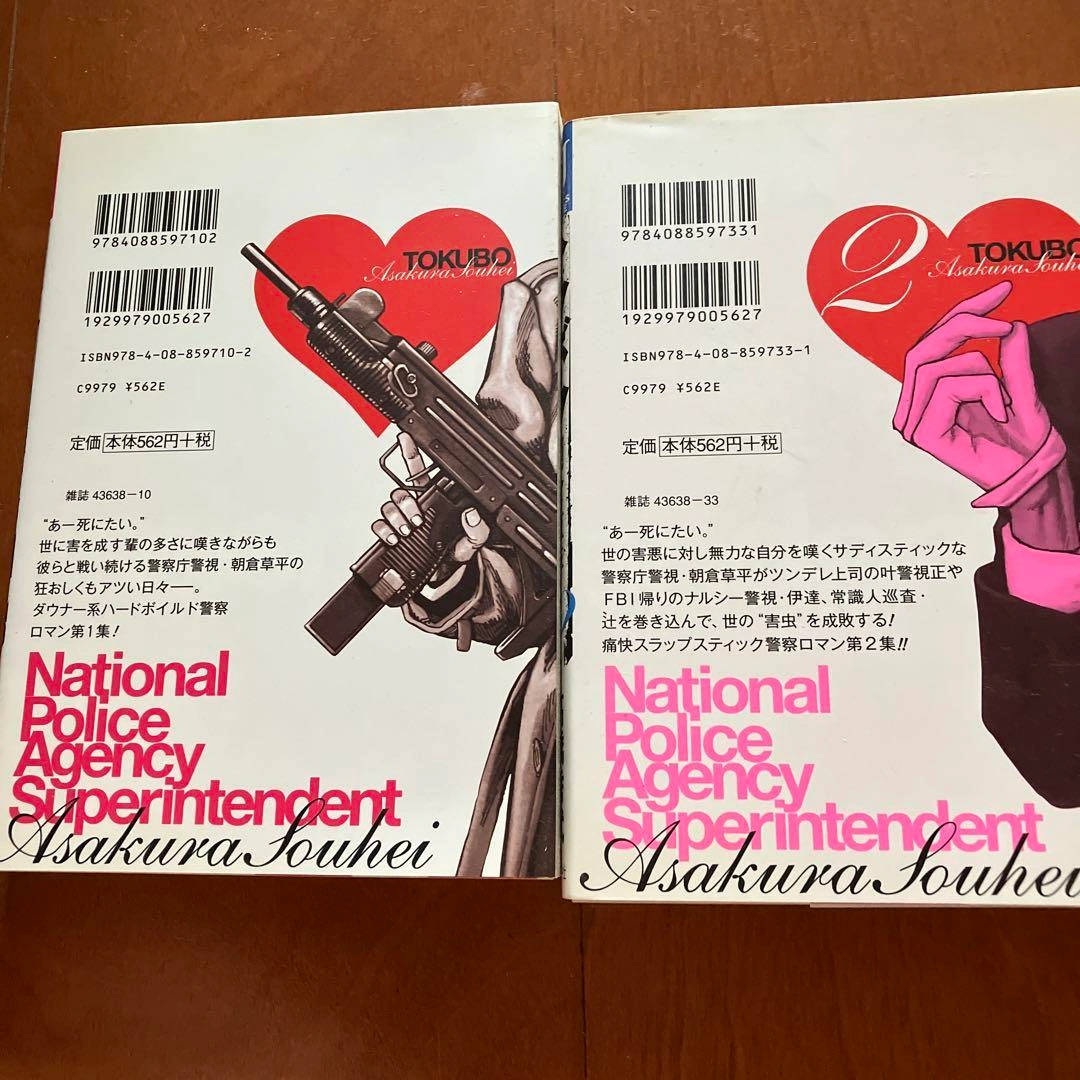 9784088597102
TOKUBO
Asakura Souhei
1929979005627
ISBN978-4-08-859710-2
C9979 ¥562E
定価 本体562円+税
雑誌 43638-10
“あー死にたい。”
世に害を成す輩の多さに嘆きながらも
彼らと戦い続ける警察庁警視・朝倉草平の
狂おしくもアツい日々――。
ダウナー系ハードボイルド警察
ロマン第1集!
National
Police
Agency
Superintendent
Asakura Souhei
9784088597331
2
TOKUBO
Asakura Souhe
1929979005627
ISBN978-4-08-859733-1
C9979 ¥562E
定価 本体562円+税
雑誌 43638-33
“あー死にたい。”
世の害悪に対し無力な自分を嘆くサディスティックな
警察庁警視・朝倉草平がツンデレ上司の叶警視正や
FBI帰りのナルシー警視・伊達、常識人巡査・
辻を巻き込んで、世の“害虫”を成敗する!
痛快スラップスティック警察ロマン第2集!!
National
Police
Agency
Superintendent
Asakura Souhei